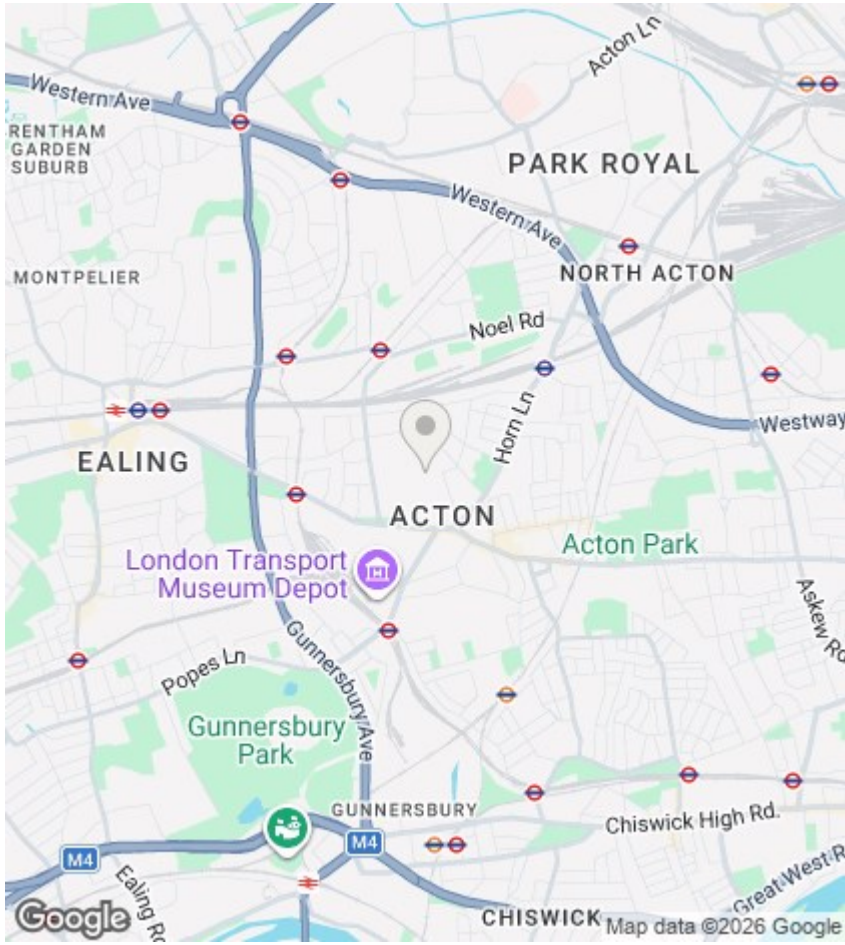 Acton Ln
Western Ave
RENTHAM
GARDEN
SUBURB
PARK ROYAL
Western Ave
MONTPELIER
NORTH ACTON
Noel Rd
Horn Ln
Westway
EALING
ACTON
Acton Park
London Transport
Museum Depot
Askew Rd
Gunnersbury Ave
Popes Ln
Gunnersbury
Park
GUNNERSBURY
Chiswick High Rd.
M4
M4
Ealing Rd
Great West R
CHISWICK
Google
Map data ©2026 Google